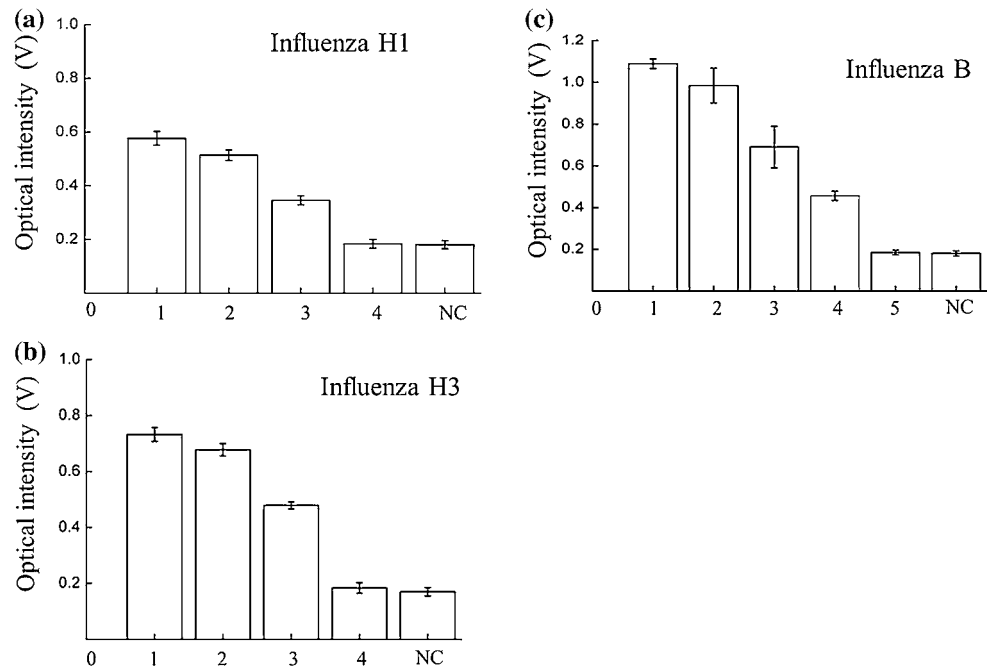 (a)
Influenza H1
Optical intensity (V)
1.0
0.8
0.6
0.4
0.2
0 1 2 3 4 NC
(c)
Influenza B
Optical intensity (V)
1.2
1.0
0.8
0.6
0.4
0.2
0 1 2 3 4 5 NC
(b)
Influenza H3
Optical intensity (V)
1.0
0.8
0.6
0.4
0.2
0 1 2 3 4 NC